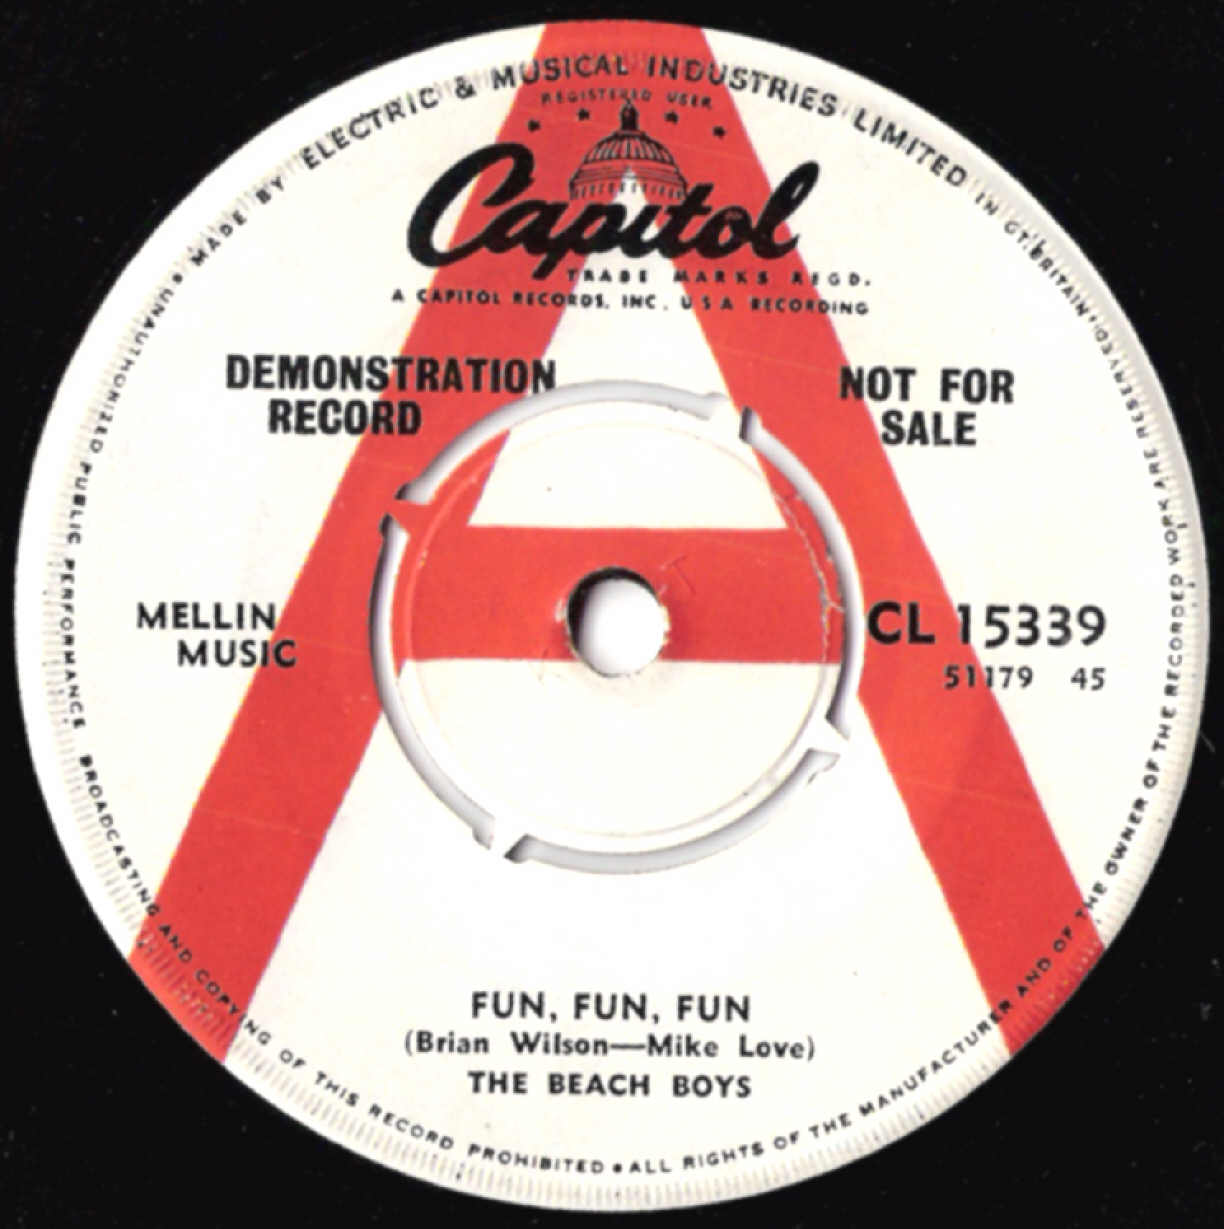 MADE BY ELECTRIC & MUSICAL INDUSTRIES LIMITED IN GT. BRITAIN • ALL RIGHTS OF THE MANUFACTURER AND OF THE OWNER OF THE RECORDED WORK ARE RESERVED • UNAUTHORIZED PUBLIC PERFORMANCE BROADCASTING AND COPYING OF THIS RECORD PROHIBITED •
REGISTERED USER
Capitol
TRADE MARKS REGD.
A CAPITOL RECORDS, INC. U S A RECORDING
DEMONSTRATION
RECORD
NOT FOR
SALE
A
MELLIN
MUSIC
CL 15339
51179 45
FUN, FUN, FUN
(Brian Wilson—Mike Love)
THE BEACH BOYS